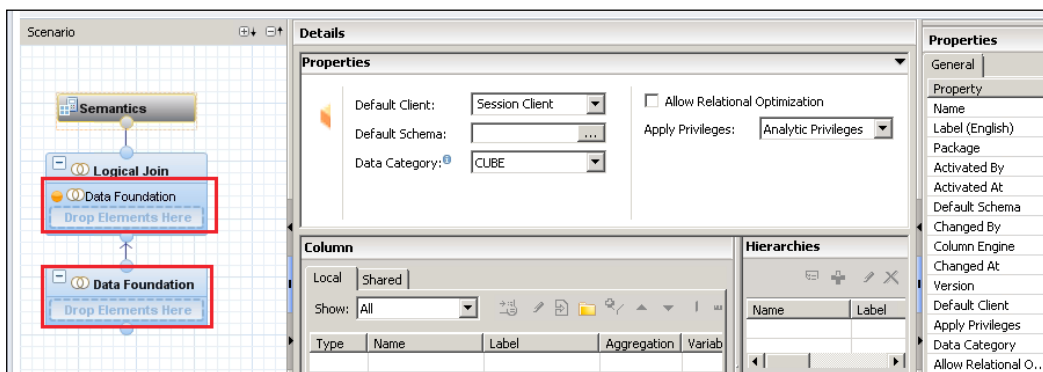 Scenario
Semantics
Logical Join
Data Foundation
Drop Elements Here
Data Foundation
Drop Elements Here
Details
Properties
Default Client: Session Client
Default Schema: ...
Data Category: CUBE
Allow Relational Optimization
Apply Privileges: Analytic Privileges
Column
Local Shared
Show: All
Type Name Label Aggregation Variab
Hierarchies
Name Label
Properties
General
Property
Name
Label (English)
Package
Activated By
Activated At
Default Schema
Changed By
Column Engine
Changed At
Version
Default Client
Apply Privileges
Data Category
Allow Relational O...